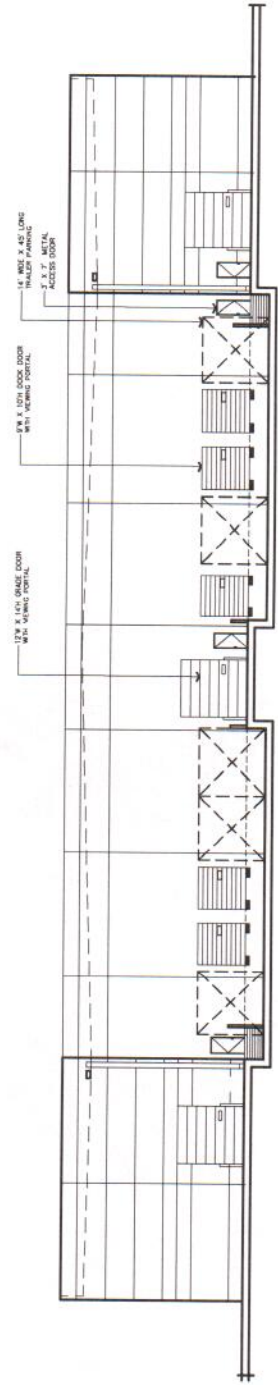 14' WIDE X 45' LONG
TRAILER PARKING
3' X 7' METAL
ACCESS DOOR
9'W X 10'H DOCK DOOR
WITH VIEWING PORTAL
12'W X 14'H GRADE DOOR
WITH VIEWING PORTAL